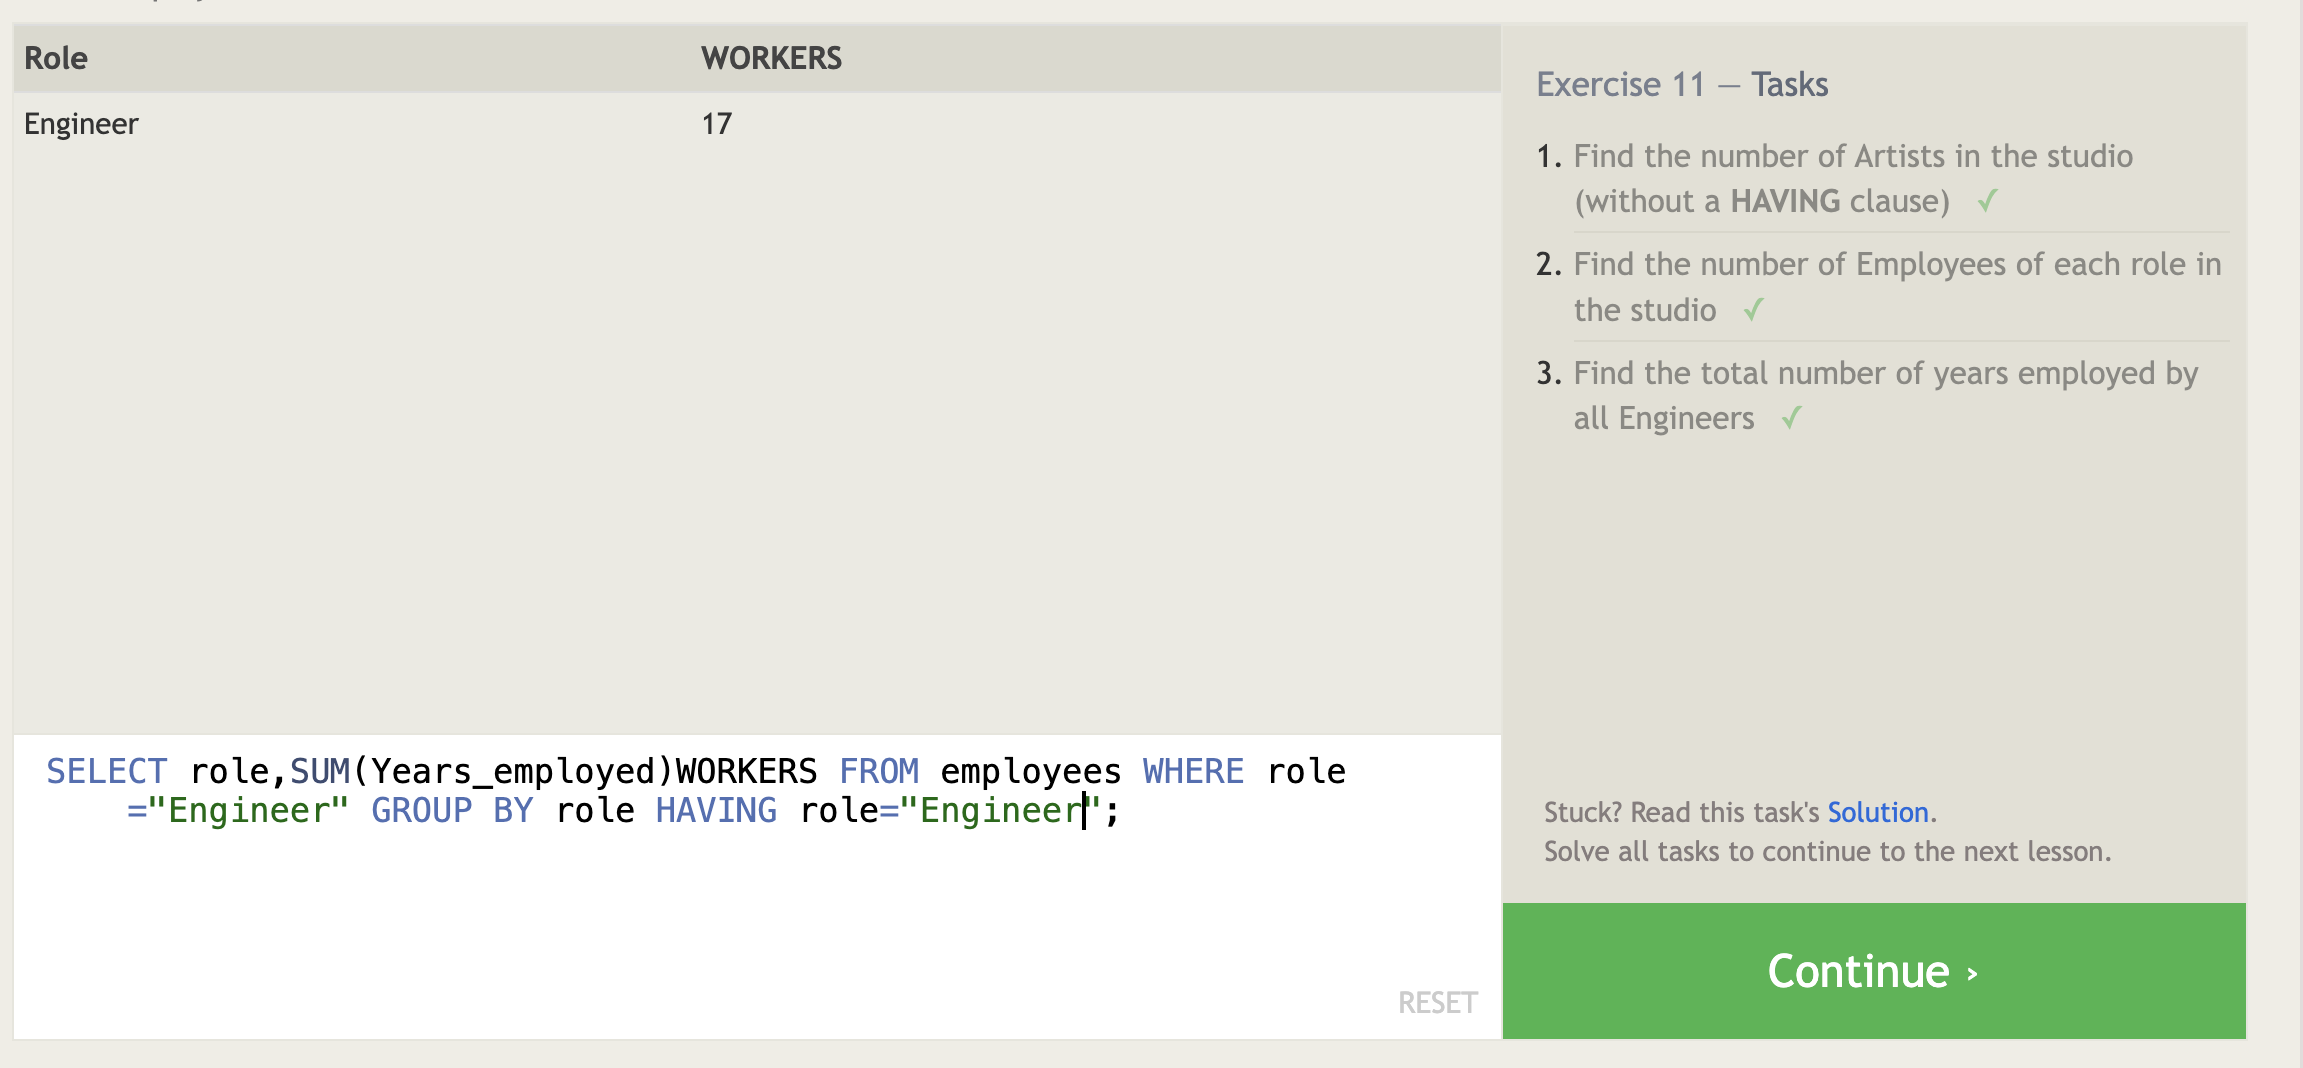 Role WORKERS
Engineer 17
SELECT role,SUM(Years_employed)WORKERS FROM employees WHERE role
="Engineer" GROUP BY role HAVING role="Engineer";
RESET
Exercise 11 — Tasks
1. Find the number of Artists in the studio
(without a HAVING clause) ✓
2. Find the number of Employees of each role in
the studio ✓
3. Find the total number of years employed by
all Engineers ✓
Stuck? Read this task's Solution.
Solve all tasks to continue to the next lesson.
Continue ›